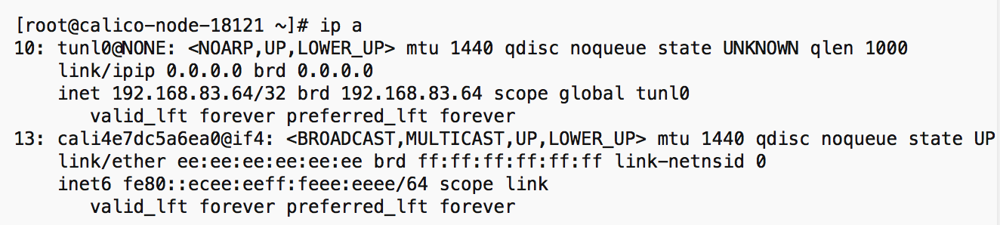 [root@calico-node-18121 ~]# ip a
10: tunl0@NONE: <NOARP,UP,LOWER_UP> mtu 1440 qdisc noqueue state UNKNOWN qlen 1000
    link/ipip 0.0.0.0 brd 0.0.0.0
    inet 192.168.83.64/32 brd 192.168.83.64 scope global tunl0
       valid_lft forever preferred_lft forever
13: cali4e7dc5a6ea0@if4: <BROADCAST,MULTICAST,UP,LOWER_UP> mtu 1440 qdisc noqueue state UP
    link/ether ee:ee:ee:ee:ee:ee brd ff:ff:ff:ff:ff:ff link-netnsid 0
    inet6 fe80::ecee:eeff:feee:eeee/64 scope link
       valid_lft forever preferred_lft forever